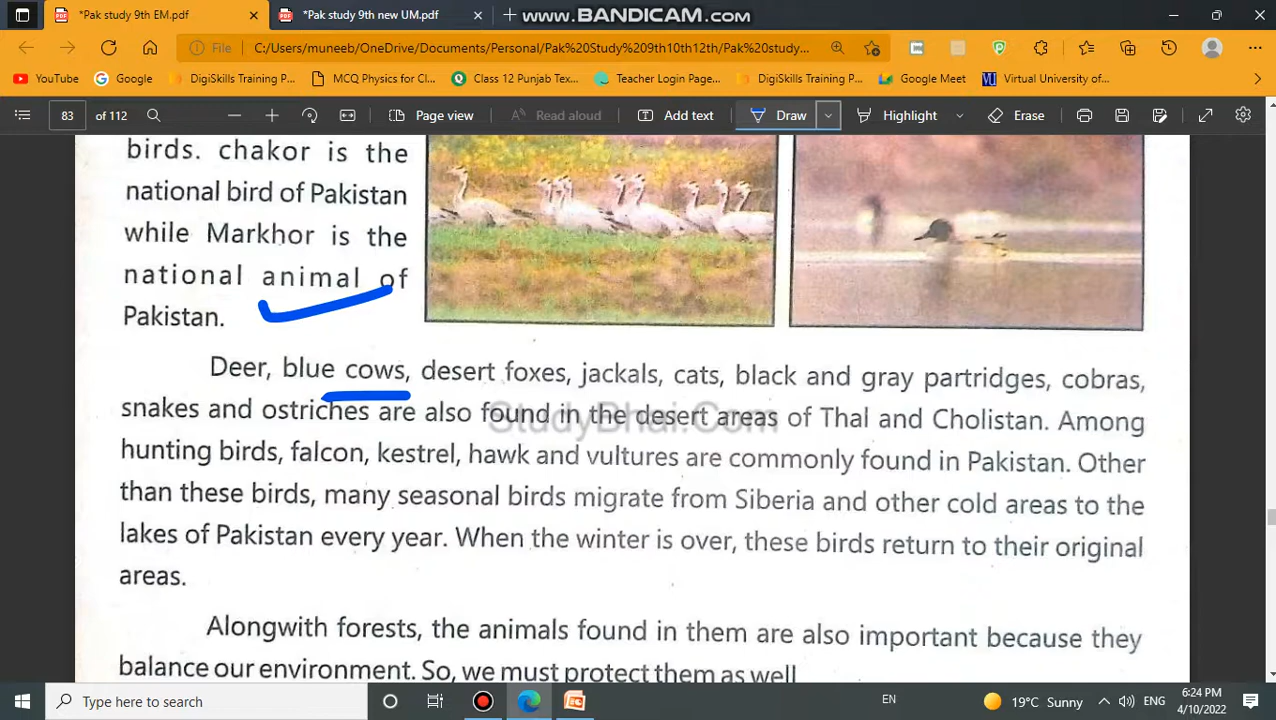 *Pak study 9th EM.pdf
*Pak study 9th new UM.pdf
www.BANDICAM.com
File
C:/Users/muneeb/OneDrive/Documents/Personal/Pak%20Study%209th10th12th/Pak%20study...
YouTube
Google
DigiSkills Training P...
MCQ Physics for Cl...
Class 12 Punjab Tex...
Teacher Login Page...
DigiSkills Training P...
Google Meet
VU Virtual University of...
83 of 112
Page view
Read aloud
Add text
Draw
Highlight
Erase
birds. chakor is the
national bird of Pakistan
while Markhor is the
national animal of
Pakistan.
Deer, blue cows, desert foxes, jackals, cats, black and gray partridges, cobras,
snakes and ostriches are also found in the desert areas of Thal and Cholistan. Among
StudyBhai.Com
hunting birds, falcon, kestrel, hawk and vultures are commonly found in Pakistan. Other
than these birds, many seasonal birds migrate from Siberia and other cold areas to the
lakes of Pakistan every year. When the winter is over, these birds return to their original
areas.
Alongwith forests, the animals found in them are also important because they
balance our environment. So, we must protect them as well
Type here to search
EN
19°C Sunny
ENG
6:24 PM
4/10/2022